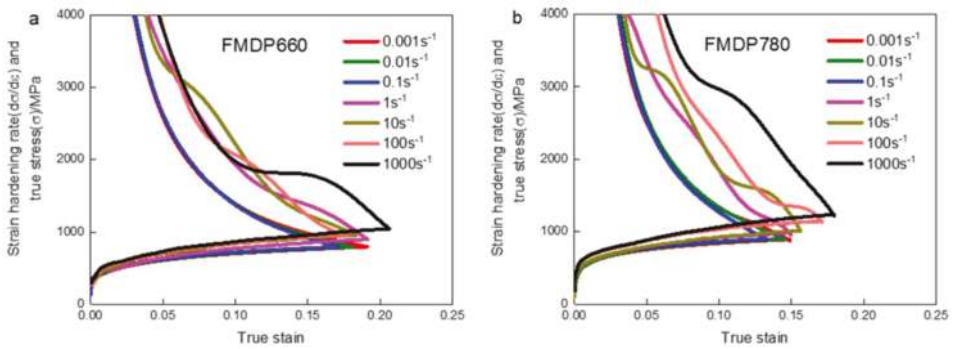 a
FMDP660
Strain hardening rate(dσ/dε) and
true stress(σ)/MPa
4000
3000
2000
1000
0
0.001s⁻¹
0.01s⁻¹
0.1s⁻¹
1s⁻¹
10s⁻¹
100s⁻¹
1000s⁻¹
0.00 0.05 0.10 0.15 0.20 0.25
True stain
b
FMDP780
Strain hardening rate(dσ/dε) and
true stress(σ)/MPa
4000
3000
2000
1000
0
0.001s⁻¹
0.01s⁻¹
0.1s⁻¹
1s⁻¹
10s⁻¹
100s⁻¹
1000s⁻¹
0.00 0.05 0.10 0.15 0.20 0.25
True stain